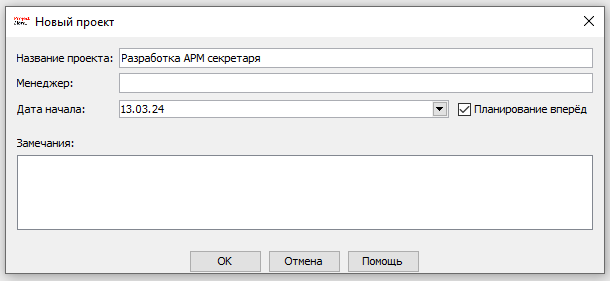 Новый проект
Название проекта: Разработка АРМ секретаря
Менеджер:
Дата начала: 13.03.24 Планирование вперёд
Замечания:
OK Отмена Помощь